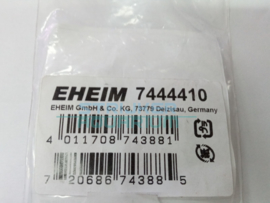 EHEIM 7444410
EHEIM GmbH & Co. KG, 73779 Deizisau, Germany
4 011708 743881
7 20686 74388 5